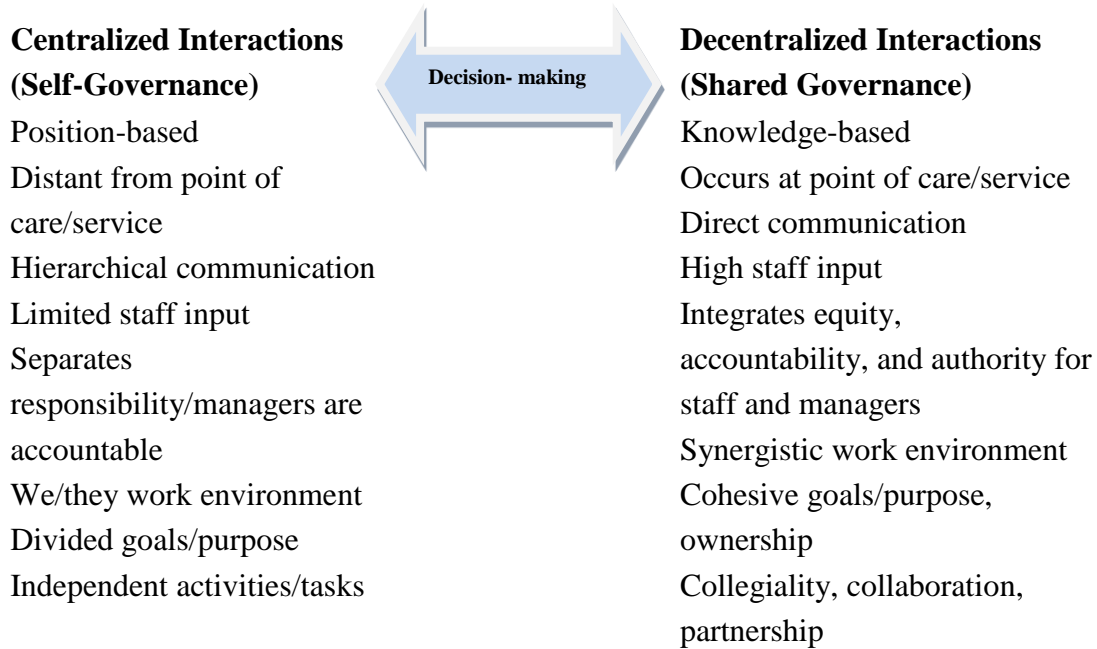 Centralized Interactions
(Self-Governance)
Position-based
Distant from point of
care/service
Hierarchical communication
Limited staff input
Separates
responsibility/managers are
accountable
We/they work environment
Divided goals/purpose
Independent activities/tasks
Decision- making
Decentralized Interactions
(Shared Governance)
Knowledge-based
Occurs at point of care/service
Direct communication
High staff input
Integrates equity,
accountability, and authority for
staff and managers
Synergistic work environment
Cohesive goals/purpose,
ownership
Collegiality, collaboration,
partnership